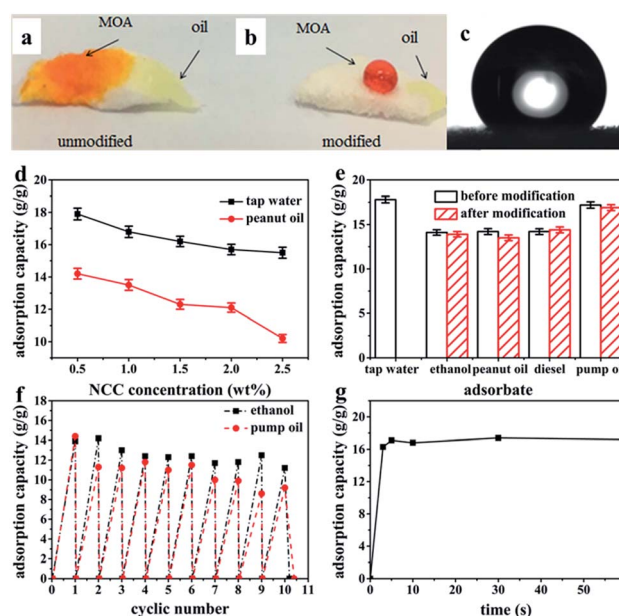 a
MOA
oil
unmodified
b
MOA
oil
modified
c
d
adsorption capacity (g/g)
20
18
16
14
12
10
tap water
peanut oil
0.5 1.0 1.5 2.0 2.5
NCC concentration (wt%)
e
adsorption capacity (g/g)
20
15
10
5
0
before modification
after modification
tap water ethanol peanut oil diesel pump o
adsorbate
f
adsorption capacity (g/g)
18
16
14
12
10
8
6
4
2
0
ethanol
pump oil
0 1 2 3 4 5 6 7 8 9 10 11
cyclic number
g
adsorption capacity (g/g)
20
16
12
8
4
0
0 10 20 30 40 50
time (s)